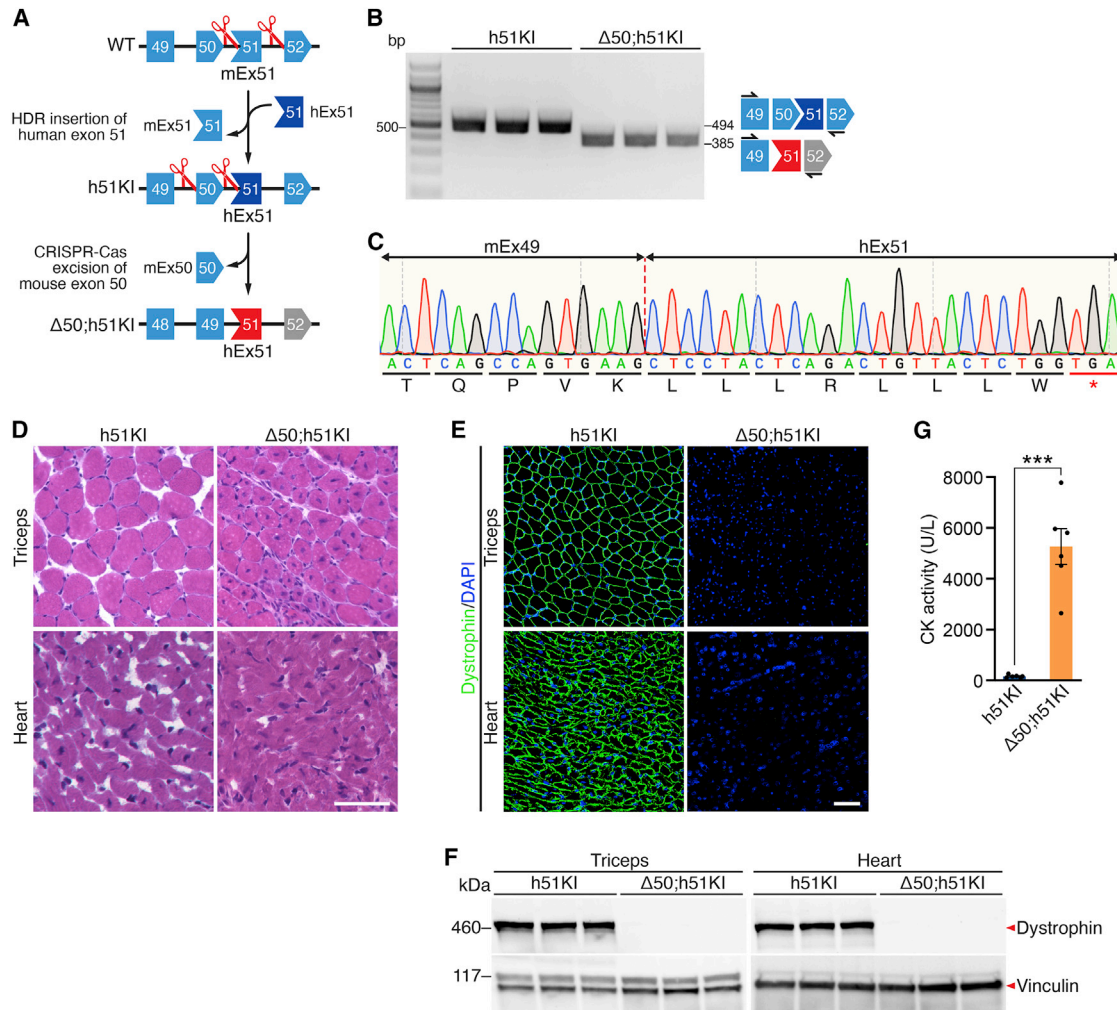 A
WT
49 50 51 52
mEx51
HDR insertion of
human exon 51
mEx51 51
51 hEx51
h51KI
49 50 51 52
hEx51
CRISPR-Cas
excision of
mouse exon 50
mEx50 50
Δ50;h51KI
48 49 51 52
hEx51
B
bp
h51KI Δ50;h51KI
500
494
385
49 50 51 52
49 51 52
C
mEx49 hEx51
A C T C A G C C A G T G A A G C T C C T A C T C A G A C T G T T A C T C T G G T G A
T Q P V K L L L R L L L W *
D
h51KI Δ50;h51KI
Triceps
Heart
E
h51KI Δ50;h51KI
Dystrophin/DAPI
Triceps
Heart
G
***
CK activity (U/L)
8000
6000
4000
2000
0
h51KI
Δ50;h51KI
F
Triceps Heart
kDa
h51KI Δ50;h51KI h51KI Δ50;h51KI
460
Dystrophin
117
Vinculin